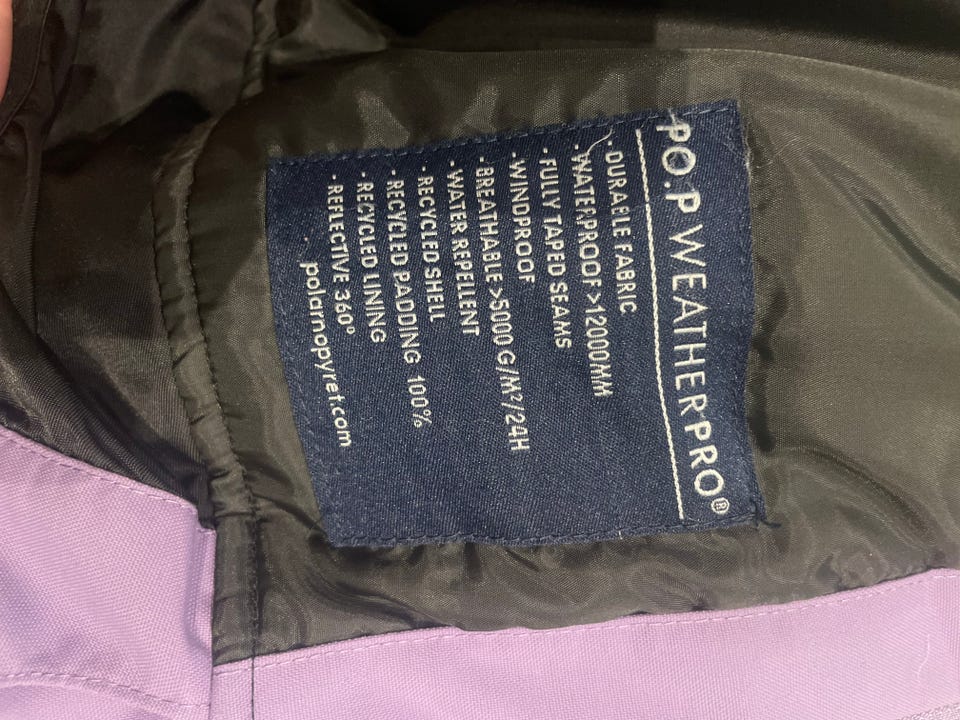 PO.P WEATHERPRO®
· DURABLE FABRIC
· WATERPROOF >12000MM
· FULLY TAPED SEAMS
· WINDPROOF
· BREATHABLE >5000 G/M²/24H
· WATER REPELLENT
· RECYCLED SHELL
· RECYCLED PADDING 100%
· RECYCLED LINING
· REFLECTIVE 360°
polarnopyret.com